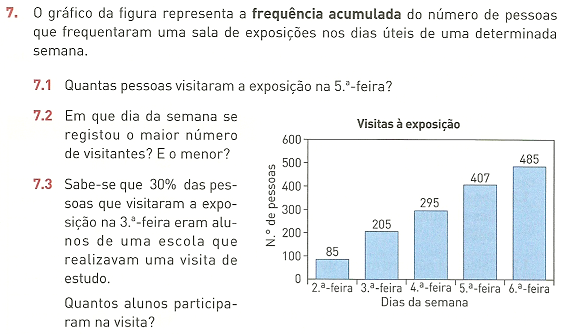 7. O gráfico da figura representa a frequência acumulada do número de pessoas
que frequentaram uma sala de exposições nos dias úteis de uma determinada
semana.
7.1 Quantas pessoas visitaram a exposição na 5.ª-feira?
7.2 Em que dia da semana se
registou o maior número
de visitantes? E o menor?
7.3 Sabe-se que 30% das pes-
soas que visitaram a expo-
sição na 3.ª-feira eram alu-
nos de uma escola que
realizavam uma visita de
estudo.
Quantos alunos participa-
ram na visita?
Visitas à exposição
N.º de pessoas
600
500
400
300
200
100
0
85
205
295
407
485
2.ª-feira 3.ª-feira 4.ª-feira 5.ª-feira 6.ª-feira
Dias da semana